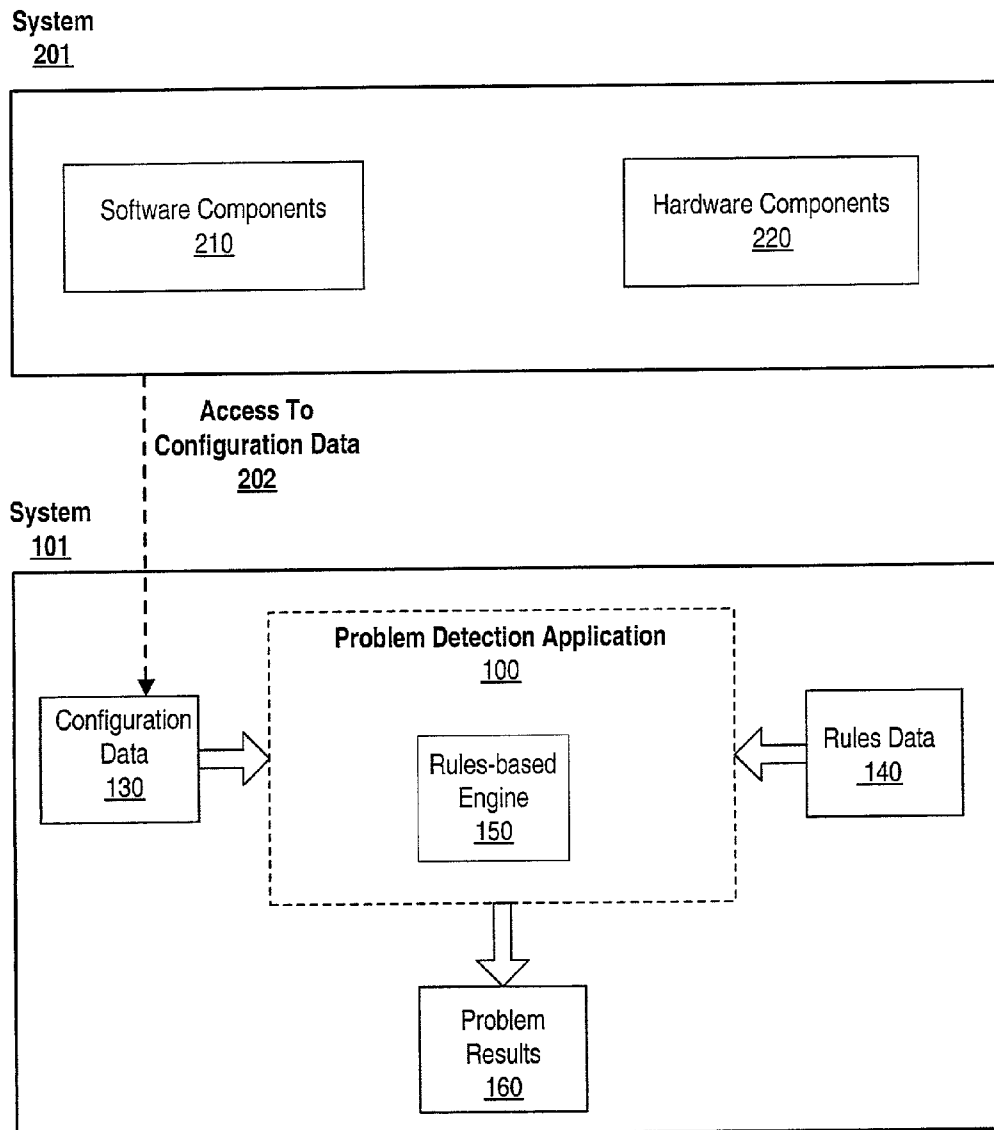 System
201
Software Components
210
Hardware Components
220
Access To
Configuration Data
202
System
101
Problem Detection Application
100
Configuration
Data
130
Rules-based
Engine
150
Rules Data
140
Problem
Results
160